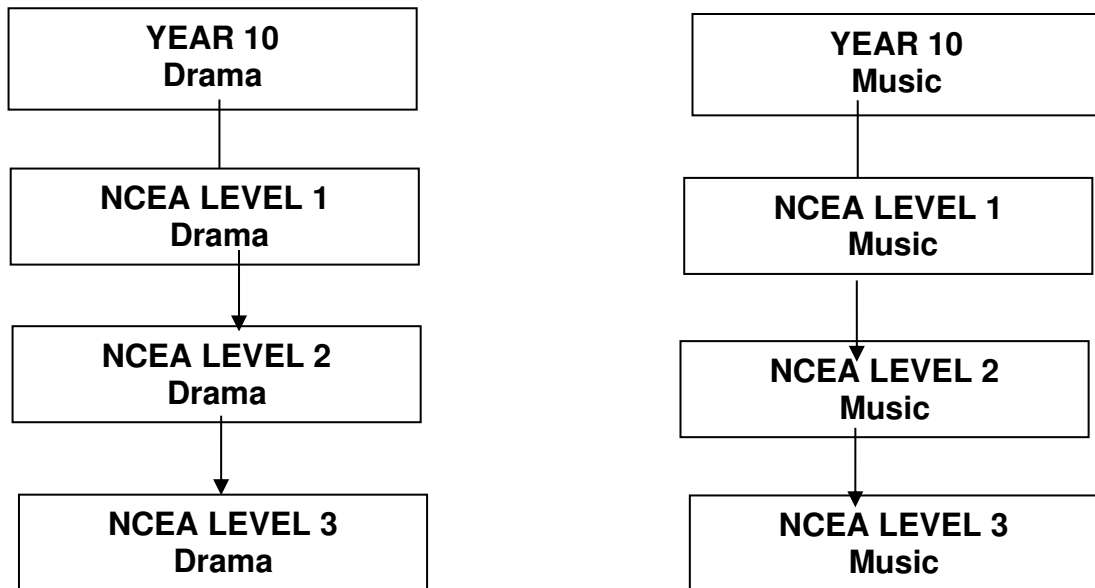 YEAR 10
Drama
NCEA LEVEL 1
Drama
NCEA LEVEL 2
Drama
NCEA LEVEL 3
Drama
YEAR 10
Music
NCEA LEVEL 1
Music
NCEA LEVEL 2
Music
NCEA LEVEL 3
Music